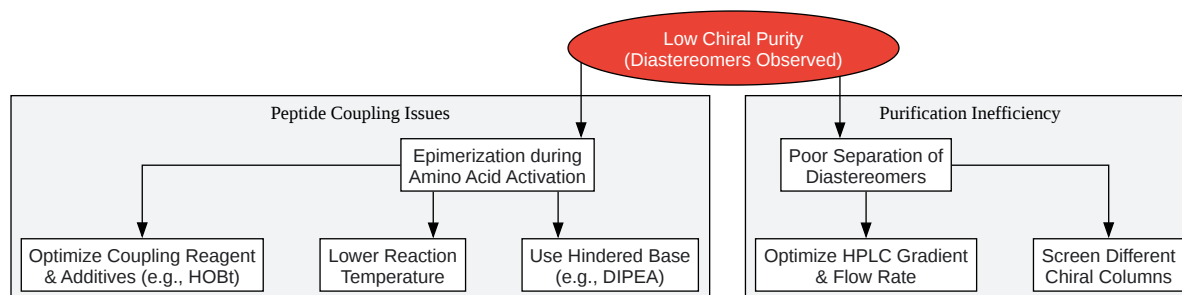 Low Chiral Purity
(Diastereomers Observed)
Peptide Coupling Issues
Epimerization during
Amino Acid Activation
Optimize Coupling Reagent
& Additives (e.g., HOBt)
Lower Reaction
Temperature
Use Hindered Base
(e.g., DIPEA)
Purification Inefficiency
Poor Separation of
Diastereomers
Optimize HPLC Gradient
& Flow Rate
Screen Different
Chiral Columns